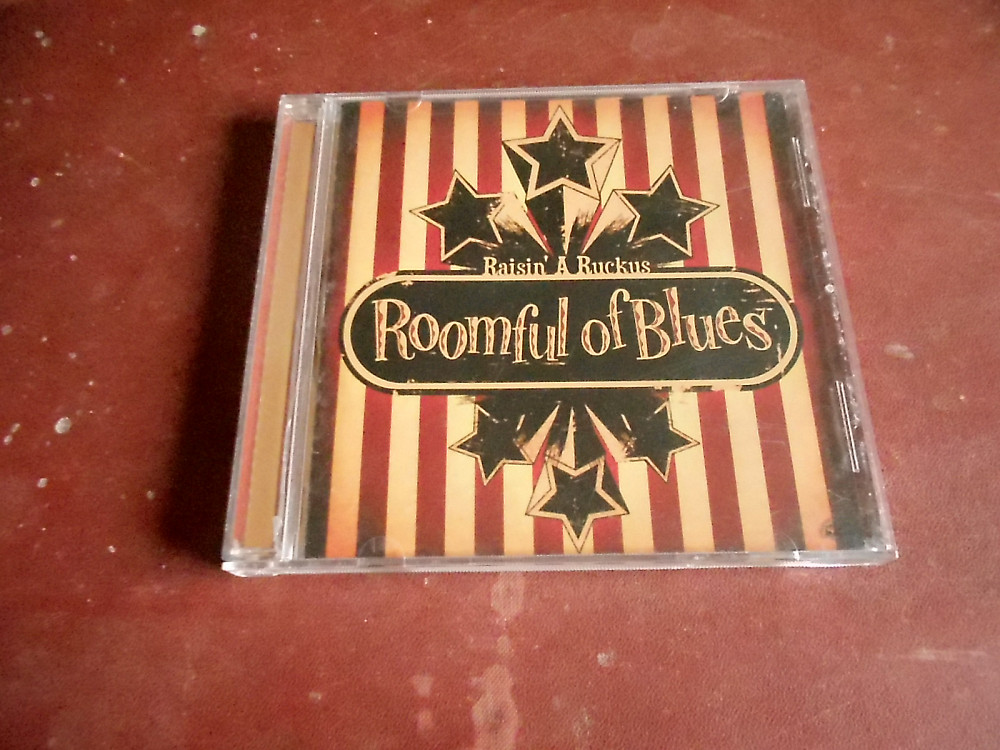 Raisin' A Ruckus
Roomful of Blues